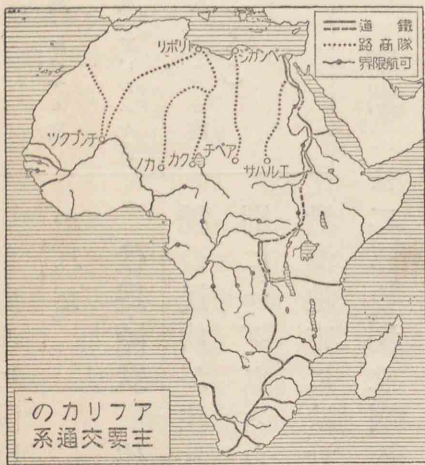 鐵道
隊商路
可航限界
トリポリ
ベンガジ
チンブクツ
カノ
クカ
アベチ
エルハサ
アフリカの
主要交通系